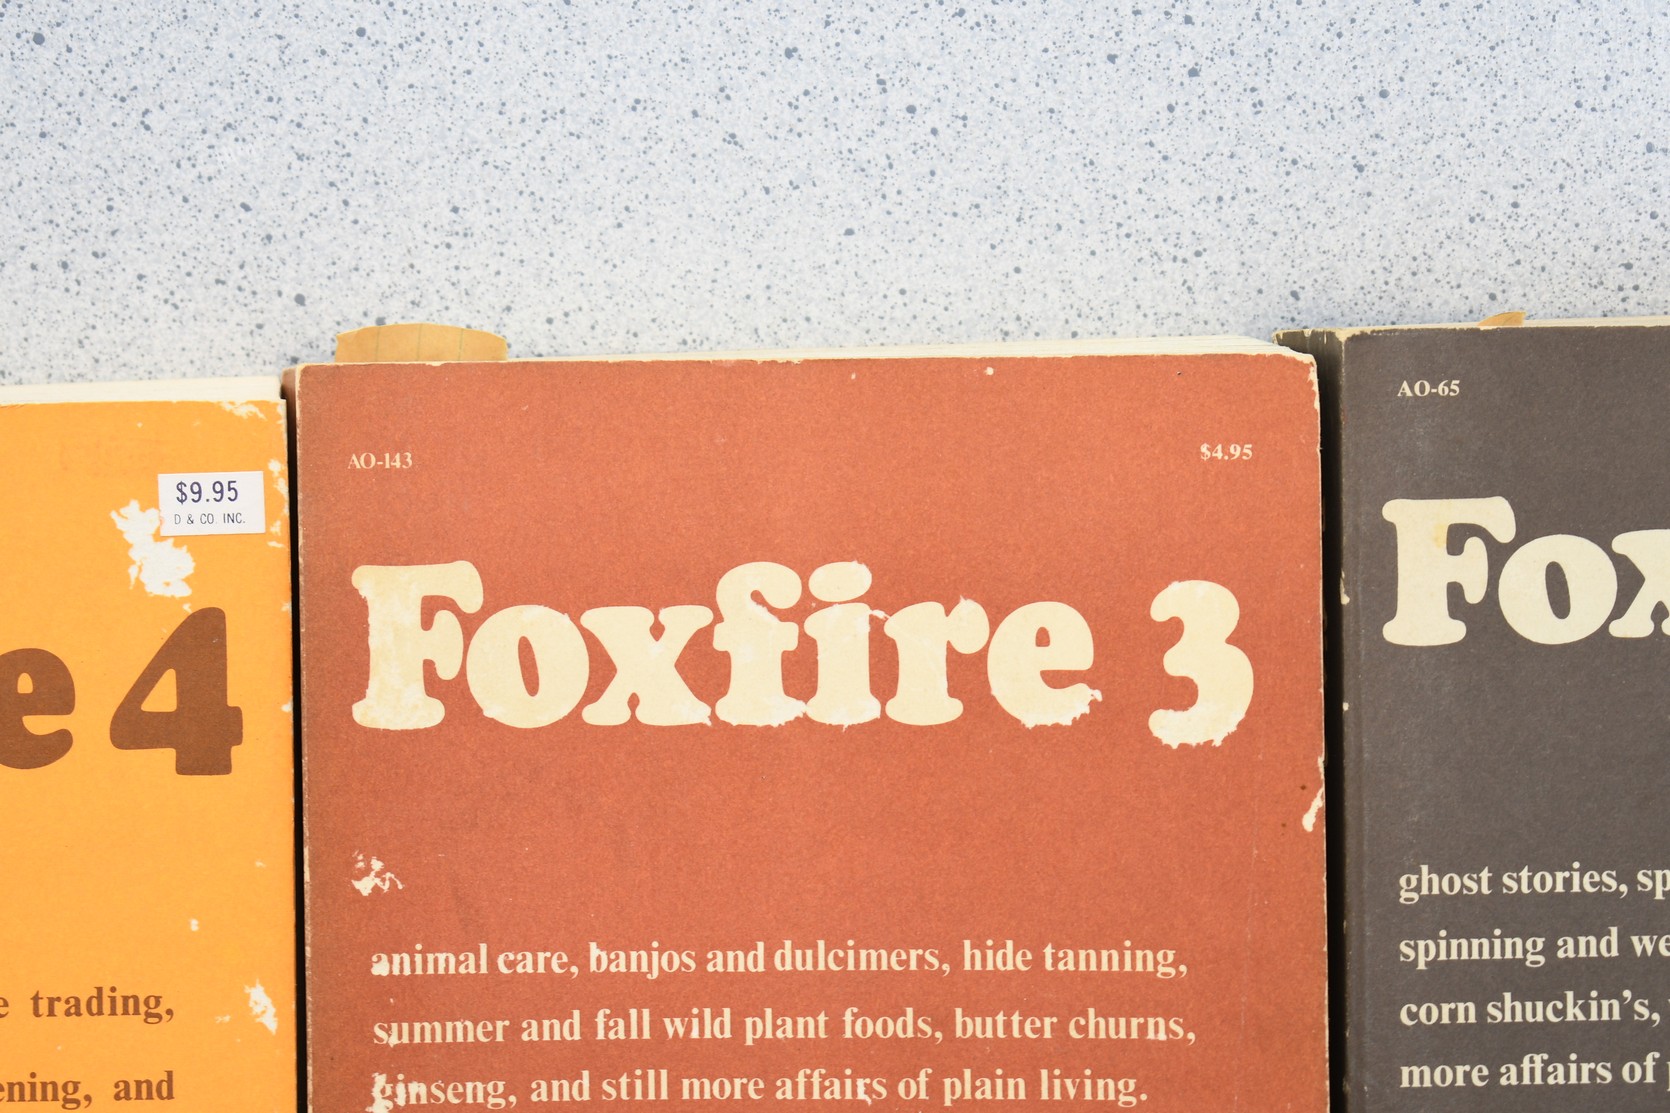 $9.95
D & CO. INC.
e 4
trading,
and
AO-143
$4.95
Foxfire 3
animal care, banjos and dulcimers, hide tanning,
summer and fall wild plant foods, butter churns,
ginseng, and still more affairs of plain living.
AO-65
Fox
ghost stories, sp
spinning and we
corn shuckin's,
more affairs of